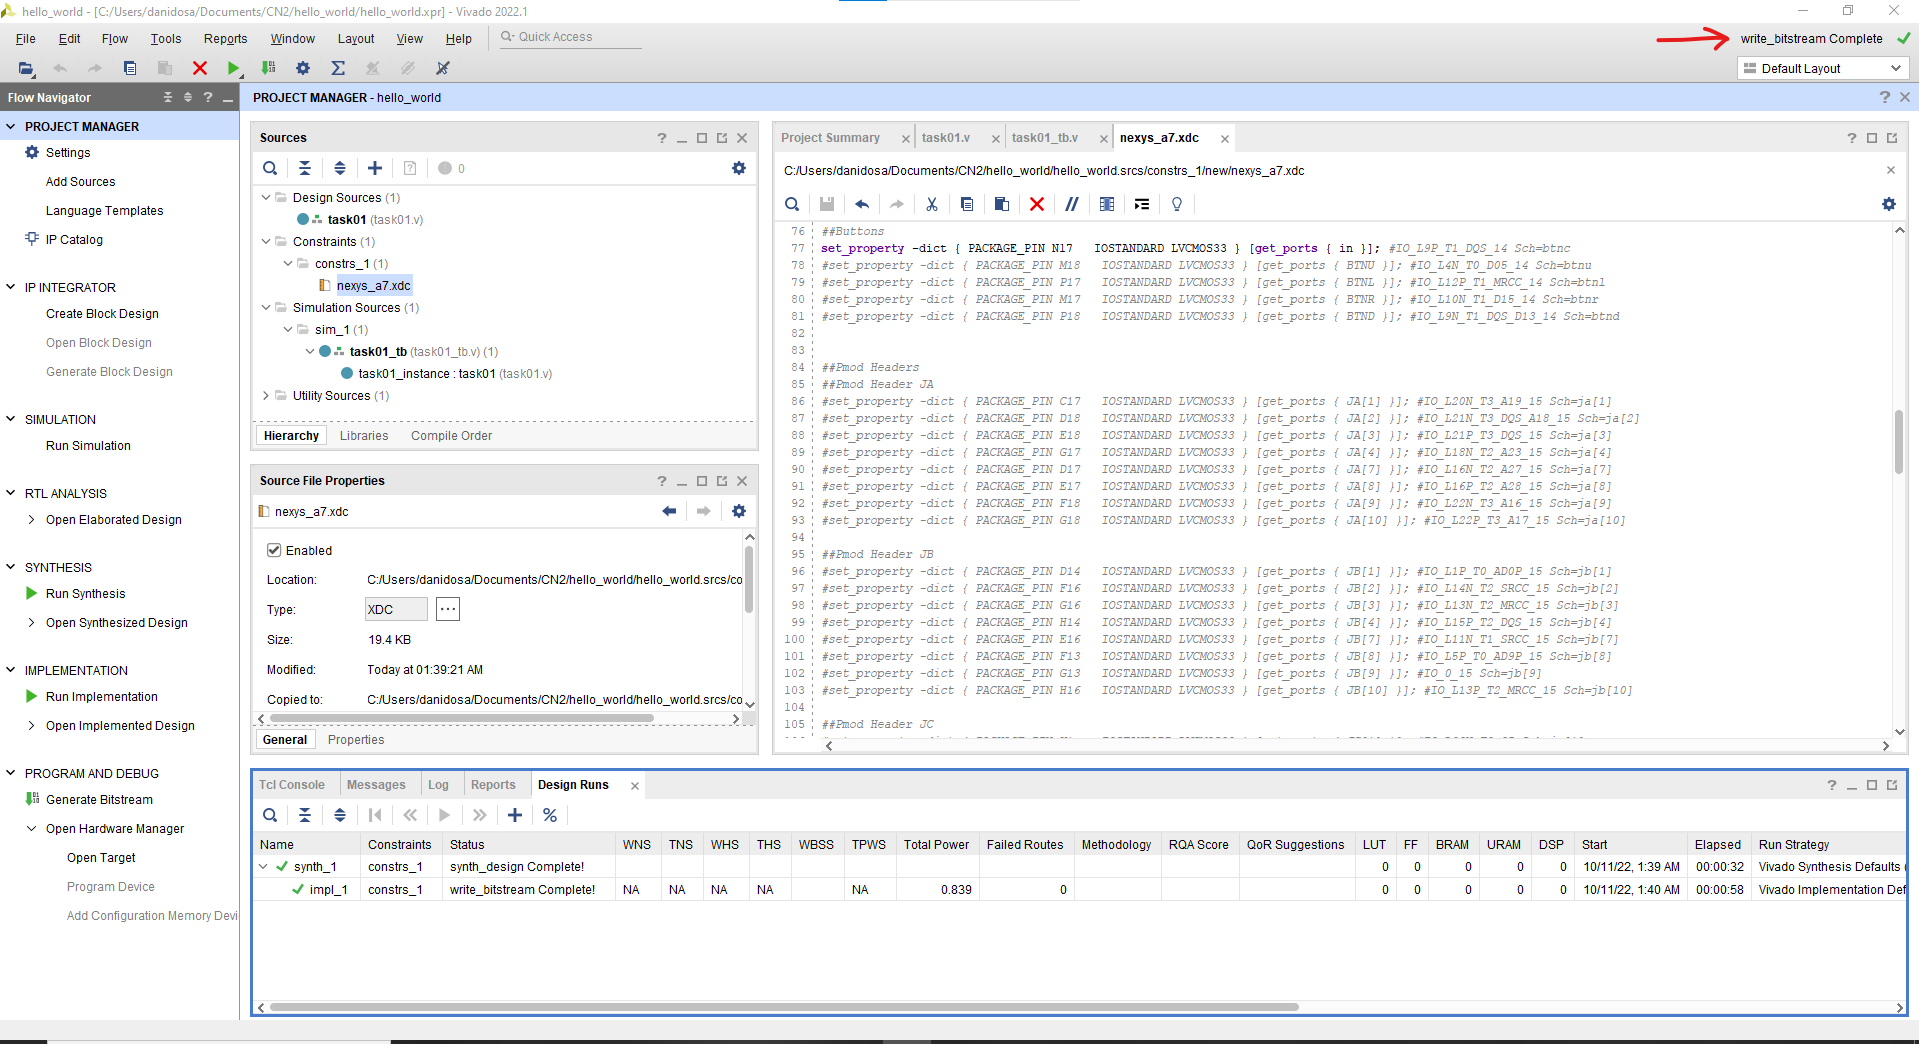 hello_world - [C:/Users/danidosa/Documents/CN2/hello_world/hello_world.xpr] - Vivado 2022.1
File Edit Flow Tools Reports Window Layout View Help Quick Access
write_bitstream Complete
Default Layout
Flow Navigator
PROJECT MANAGER
Settings
Add Sources
Language Templates
IP Catalog
IP INTEGRATOR
Create Block Design
Open Block Design
Generate Block Design
SIMULATION
Run Simulation
RTL ANALYSIS
Open Elaborated Design
SYNTHESIS
Run Synthesis
Open Synthesized Design
IMPLEMENTATION
Run Implementation
Open Implemented Design
PROGRAM AND DEBUG
Generate Bitstream
Open Hardware Manager
Open Target
Program Device
Add Configuration Memory Devi
PROJECT MANAGER - hello_world
Sources
0
Design Sources (1)
task01 (task01.v)
Constraints (1)
constrs_1 (1)
nexys_a7.xdc
Simulation Sources (1)
sim_1 (1)
task01_tb (task01_tb.v) (1)
task01_instance : task01 (task01.v)
Utility Sources (1)
Hierarchy Libraries Compile Order
Source File Properties
nexys_a7.xdc
Enabled
Location: C:/Users/danidosa/Documents/CN2/hello_world/hello_world.srcs/co
Type: XDC
Size: 19.4 KB
Modified: Today at 01:39:21 AM
Copied to: C:/Users/danidosa/Documents/CN2/hello_world/hello_world.srcs/co
General Properties
Project Summary task01.v task01_tb.v nexys_a7.xdc
C:/Users/danidosa/Documents/CN2/hello_world/hello_world.srcs/constrs_1/new/nexys_a7.xdc
76 ##Buttons
77 set_property -dict { PACKAGE_PIN N17 IOSTANDARD LVCMOS33 } [get_ports { in }]; #IO_L9P_T1_DQS_14 Sch=btnc
78 #set_property -dict { PACKAGE_PIN M18 IOSTANDARD LVCMOS33 } [get_ports { BTNU }]; #IO_L4N_T0_D05_14 Sch=btnu
79 #set_property -dict { PACKAGE_PIN P17 IOSTANDARD LVCMOS33 } [get_ports { BTNL }]; #IO_L12P_T1_MRCC_14 Sch=btnl
80 #set_property -dict { PACKAGE_PIN M17 IOSTANDARD LVCMOS33 } [get_ports { BTNR }]; #IO_L10N_T1_D15_14 Sch=btnr
81 #set_property -dict { PACKAGE_PIN P18 IOSTANDARD LVCMOS33 } [get_ports { BTND }]; #IO_L9N_T1_DQS_D13_14 Sch=btnd
82
83
84 ##Pmod Headers
85 ##Pmod Header JA
86 #set_property -dict { PACKAGE_PIN C17 IOSTANDARD LVCMOS33 } [get_ports { JA[1] }]; #IO_L20N_T3_A19_15 Sch=ja[1]
87 #set_property -dict { PACKAGE_PIN D18 IOSTANDARD LVCMOS33 } [get_ports { JA[2] }]; #IO_L21N_T3_DQS_A18_15 Sch=ja[2]
88 #set_property -dict { PACKAGE_PIN E18 IOSTANDARD LVCMOS33 } [get_ports { JA[3] }]; #IO_L21P_T3_DQS_15 Sch=ja[3]
89 #set_property -dict { PACKAGE_PIN G17 IOSTANDARD LVCMOS33 } [get_ports { JA[4] }]; #IO_L18N_T2_A23_15 Sch=ja[4]
90 #set_property -dict { PACKAGE_PIN D17 IOSTANDARD LVCMOS33 } [get_ports { JA[7] }]; #IO_L16N_T2_A27_15 Sch=ja[7]
91 #set_property -dict { PACKAGE_PIN E17 IOSTANDARD LVCMOS33 } [get_ports { JA[8] }]; #IO_L16P_T2_A28_15 Sch=ja[8]
92 #set_property -dict { PACKAGE_PIN F18 IOSTANDARD LVCMOS33 } [get_ports { JA[9] }]; #IO_L22N_T3_A16_15 Sch=ja[9]
93 #set_property -dict { PACKAGE_PIN G18 IOSTANDARD LVCMOS33 } [get_ports { JA[10] }]; #IO_L22P_T3_A17_15 Sch=ja[10]
94
95 ##Pmod Header JB
96 #set_property -dict { PACKAGE_PIN D14 IOSTANDARD LVCMOS33 } [get_ports { JB[1] }]; #IO_L1P_T0_AD0P_15 Sch=jb[1]
97 #set_property -dict { PACKAGE_PIN F16 IOSTANDARD LVCMOS33 } [get_ports { JB[2] }]; #IO_L14N_T2_SRCC_15 Sch=jb[2]
98 #set_property -dict { PACKAGE_PIN G16 IOSTANDARD LVCMOS33 } [get_ports { JB[3] }]; #IO_L13N_T2_MRCC_15 Sch=jb[3]
99 #set_property -dict { PACKAGE_PIN H14 IOSTANDARD LVCMOS33 } [get_ports { JB[4] }]; #IO_L15P_T2_DQS_15 Sch=jb[4]
100 #set_property -dict { PACKAGE_PIN E16 IOSTANDARD LVCMOS33 } [get_ports { JB[7] }]; #IO_L11N_T1_SRCC_15 Sch=jb[7]
101 #set_property -dict { PACKAGE_PIN F13 IOSTANDARD LVCMOS33 } [get_ports { JB[8] }]; #IO_L5P_T0_AD9P_15 Sch=jb[8]
102 #set_property -dict { PACKAGE_PIN G13 IOSTANDARD LVCMOS33 } [get_ports { JB[9] }]; #IO_0_15 Sch=jb[9]
103 #set_property -dict { PACKAGE_PIN H16 IOSTANDARD LVCMOS33 } [get_ports { JB[10] }]; #IO_L13P_T2_MRCC_15 Sch=jb[10]
104
105 ##Pmod Header JC
Tcl Console Messages Log Reports Design Runs
Name Constraints Status WNS TNS WHS THS WBSS TPWS Total Power Failed Routes Methodology RQA Score QoR Suggestions LUT FF BRAM URAM DSP Start Elapsed Run Strategy
synth_1 constrs_1 synth_design Complete! 0 0 0 0 0 10/11/22, 1:39 AM 00:00:32 Vivado Synthesis Defaults (
impl_1 constrs_1 write_bitstream Complete! NA NA NA NA NA 0.839 0 0 0 0 0 0 10/11/22, 1:40 AM 00:00:58 Vivado Implementation Def